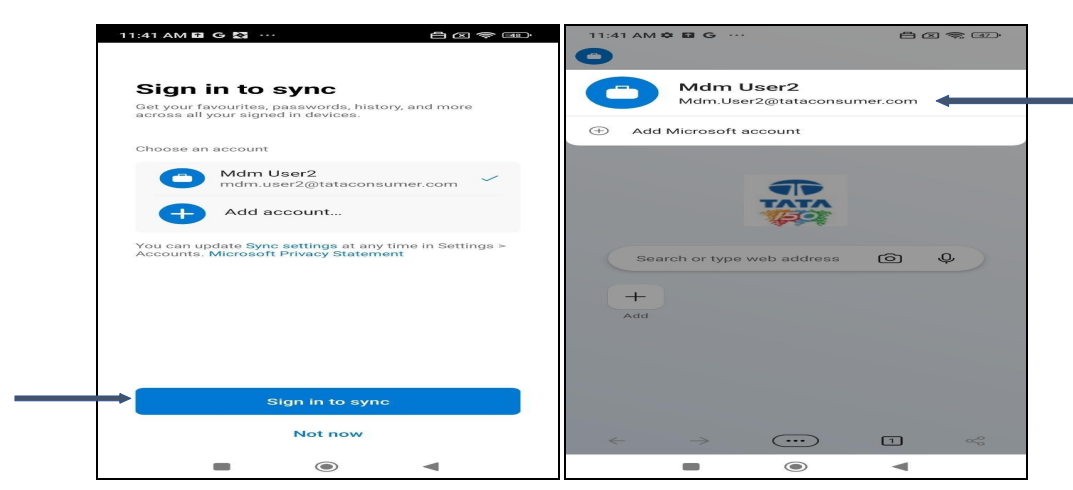 11:41 AM
Sign in to sync
Get your favourites, passwords, history, and more
across all your signed in devices.
Choose an account
Mdm User2
mdm.user2@tataconsumer.com
Add account...
You can update Sync settings at any time in Settings >
Accounts. Microsoft Privacy Statement
Sign in to sync
Not now
11:41 AM
Mdm User2
Mdm.User2@tataconsumer.com
Add Microsoft account
TATA
150
Search or type web address
Add
1